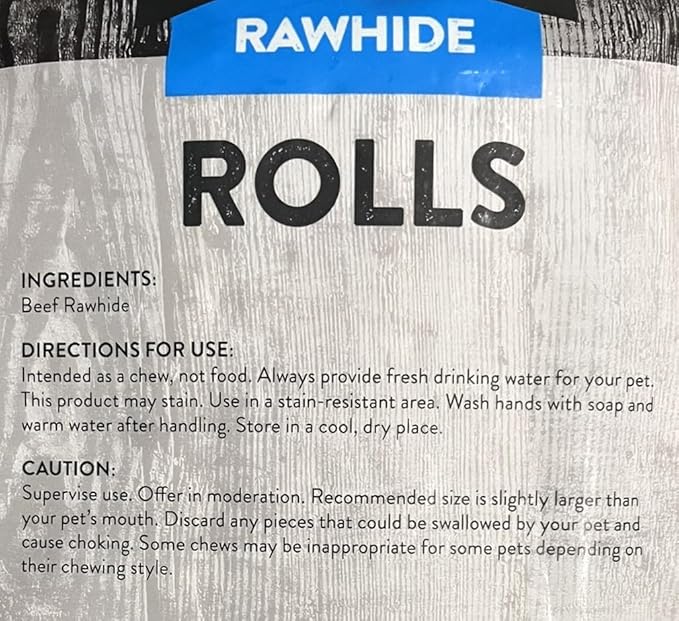 RAWHIDE
ROLLS
INGREDIENTS:
Beef Rawhide
DIRECTIONS FOR USE:
Intended as a chew, not food. Always provide fresh drinking water for your pet.
This product may stain. Use in a stain-resistant area. Wash hands with soap and
warm water after handling. Store in a cool, dry place.
CAUTION:
Supervise use. Offer in moderation. Recommended size is slightly larger than
your pet's mouth. Discard any pieces that could be swallowed by your pet and
cause choking. Some chews may be inappropriate for some pets depending on
their chewing style.